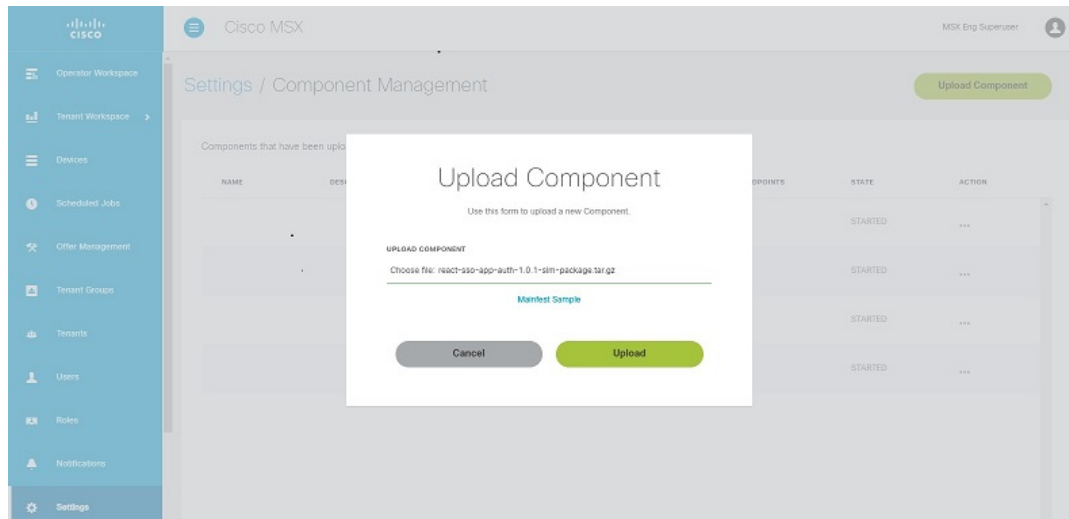 CISCO
Cisco MSX
MSX Eng Superuser
Operator Workspace
Tenant Workspace
Devices
Scheduled Jobs
Offer Management
Tenant Groups
Tenants
Users
Roles
Notifications
Settings
Settings / Component Management
Upload Component
Components that have been uplo
NAME
DES
OPOINTS
STATE
ACTION
STARTED
...
STARTED
...
STARTED
...
STARTED
...
Upload Component
Use this form to upload a new Component.
UPLOAD COMPONENT
Choose file: react-sso-app-auth-1.0.1-slm-package.tar.gz
Mainfest Sample
Cancel
Upload